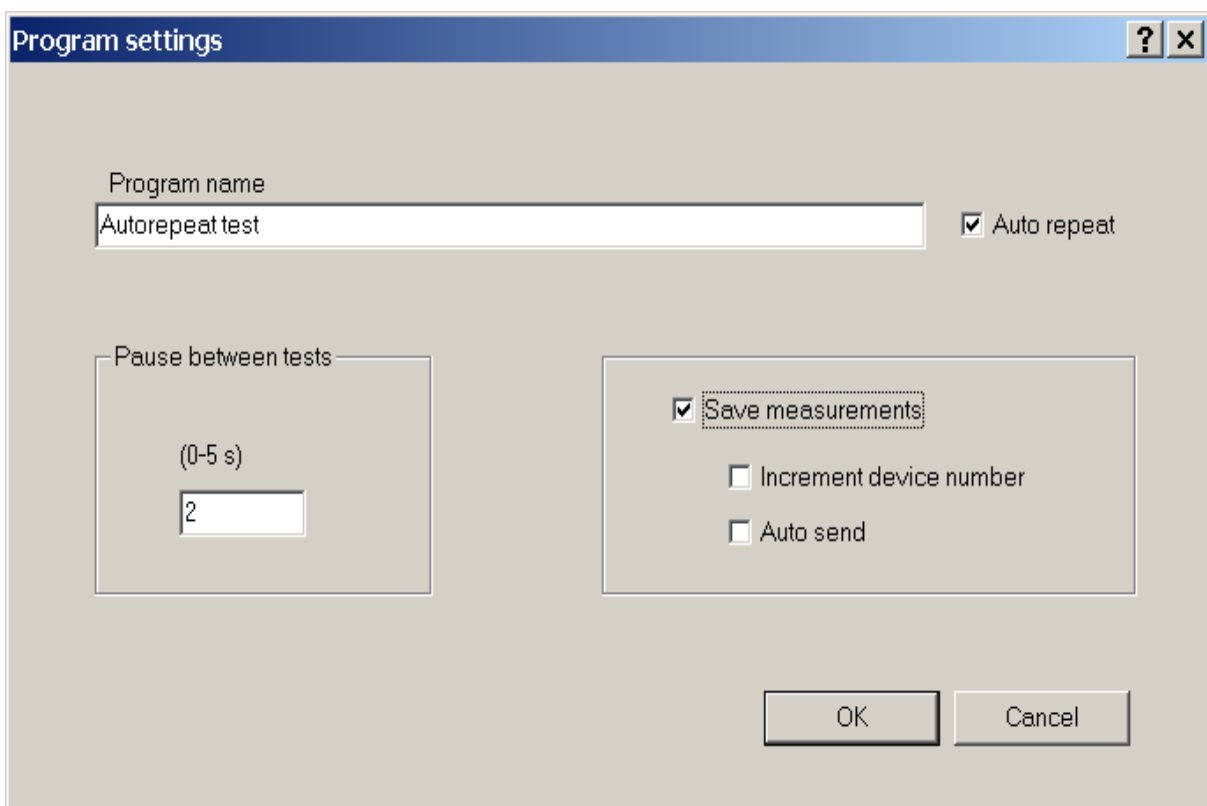 Program settings
Program name
Autorepeat test
Auto repeat
Pause between tests
(0-5 s)
2
Save measurements
Increment device number
Auto send
OK
Cancel